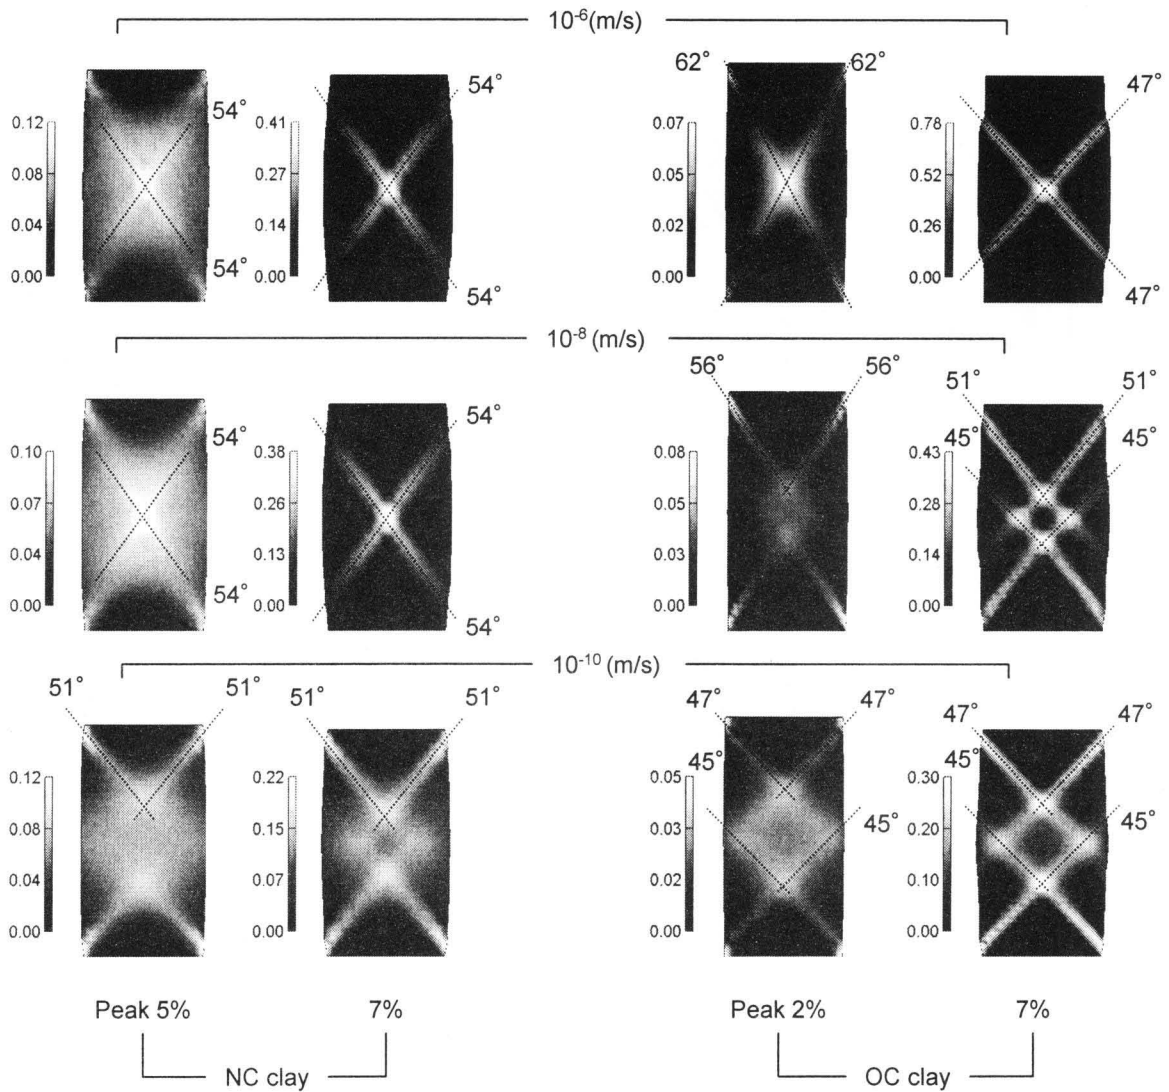 10⁻⁶(m/s)
62° 62°
54° 54° 47°
0.12 0.41 0.07 0.78
0.08 0.27 0.05 0.52
0.04 0.14 0.02 0.26
0.00 0.00 0.00 0.00
54° 54° 47°
10⁻⁸ (m/s)
56° 56° 51° 51°
54° 54° 45° 45°
0.10 0.38 0.08 0.43
0.07 0.26 0.05 0.28
0.04 0.13 0.03 0.14
0.00 0.00 0.00 0.00
54° 54°
10⁻¹⁰ (m/s)
51° 51° 51° 51° 47° 47° 47° 47°
45° 45°
0.12 0.22 0.05 0.30
0.08 0.15 0.03 0.20
45° 45°
0.04 0.07 0.02 0.10
0.00 0.00 0.00 0.00
Peak 5% 7% Peak 2% 7%
NC clay OC clay